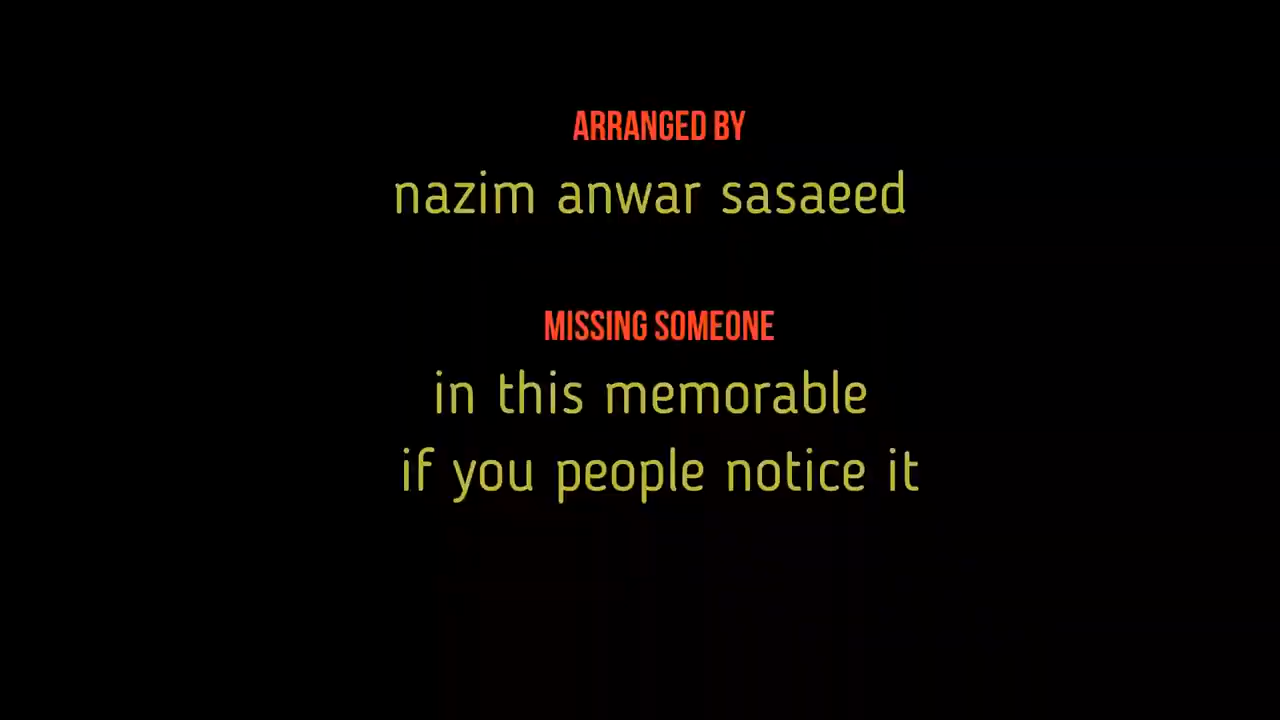 ARRANGED BY
nazim anwar sasaeed
MISSING SOMEONE
in this memorable
if you people notice it